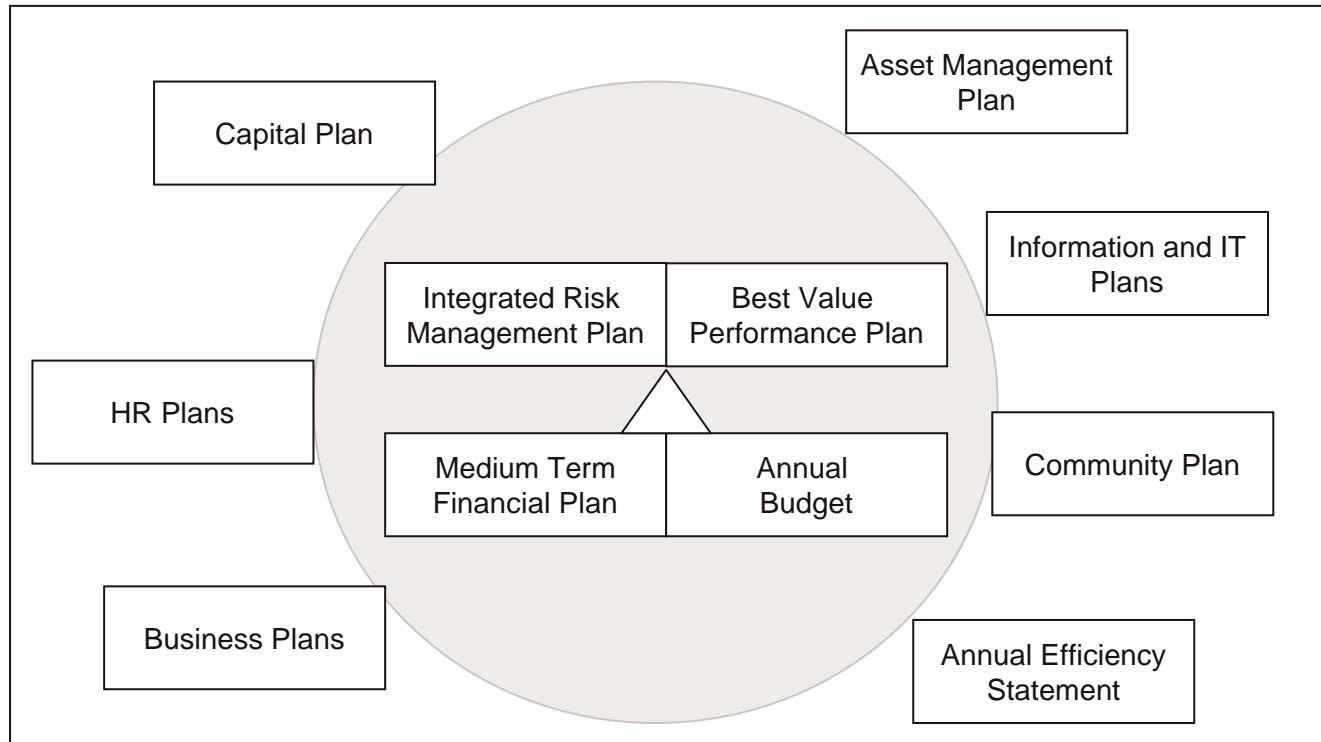 Asset Management
Plan
Capital Plan
Information and IT
Plans
Integrated Risk
Management Plan
Best Value
Performance Plan
HR Plans
Medium Term
Financial Plan
Annual
Budget
Community Plan
Business Plans
Annual Efficiency
Statement